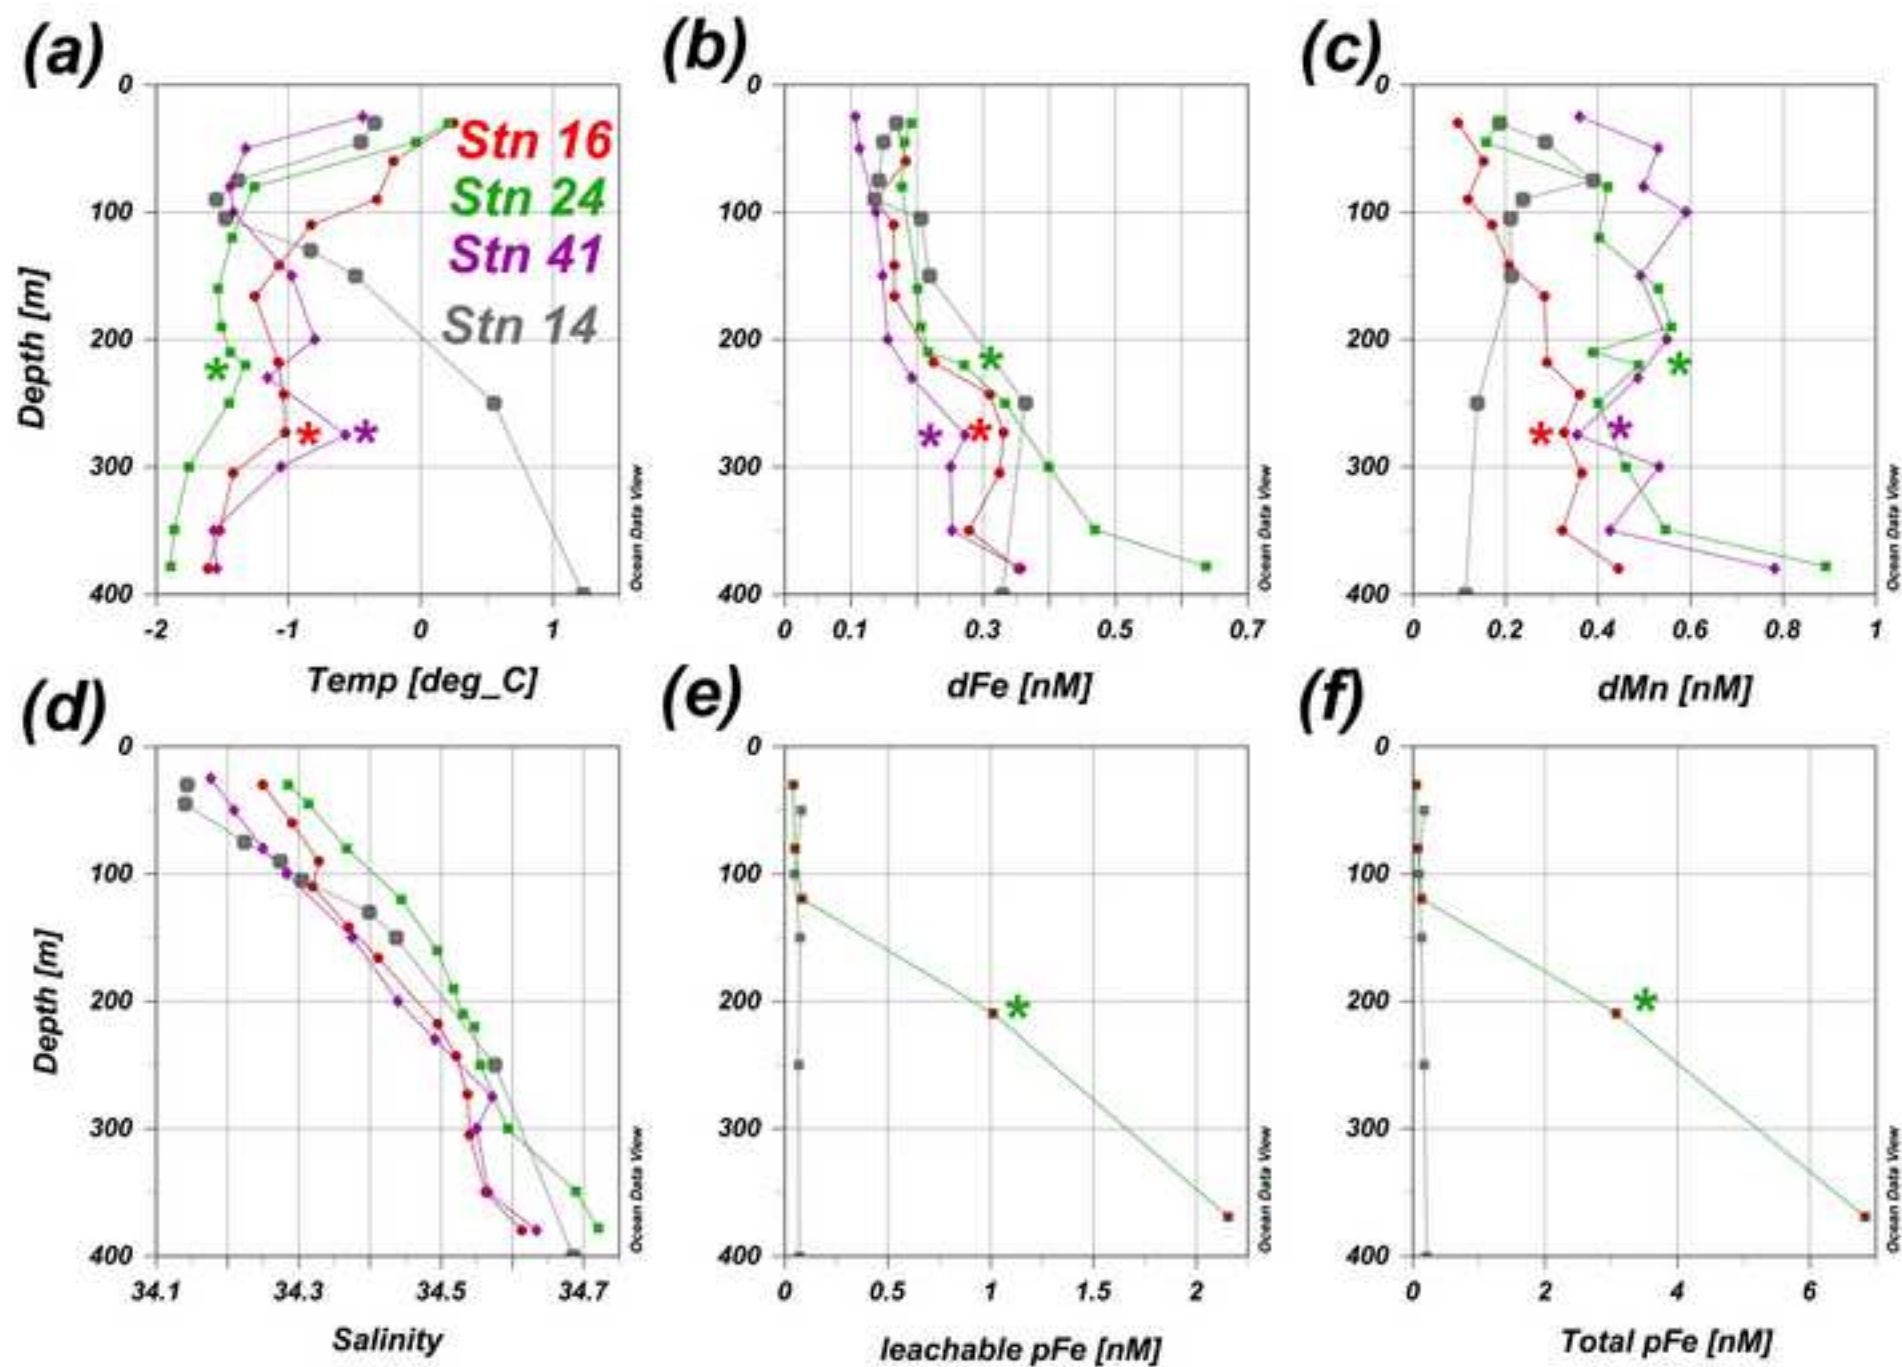 (a)
0
100
200
300
400
Depth [m]
-2 -1 0 1
Temp [deg_C]
Stn 16
Stn 24
Stn 41
Stn 14
*
*
*
Ocean Data View
(b)
0
100
200
300
400
0 0.1 0.3 0.5 0.7
dFe [nM]
*
*
*
Ocean Data View
(c)
0
100
200
300
400
0 0.2 0.4 0.6 0.8 1
dMn [nM]
*
*
*
Ocean Data View
(d)
0
100
200
300
400
Depth [m]
34.1 34.3 34.5 34.7
Salinity
Ocean Data View
(e)
0
100
200
300
400
0 0.5 1 1.5 2
leachable pFe [nM]
*
Ocean Data View
(f)
0
100
200
300
400
0 2 4 6
Total pFe [nM]
*
Ocean Data View